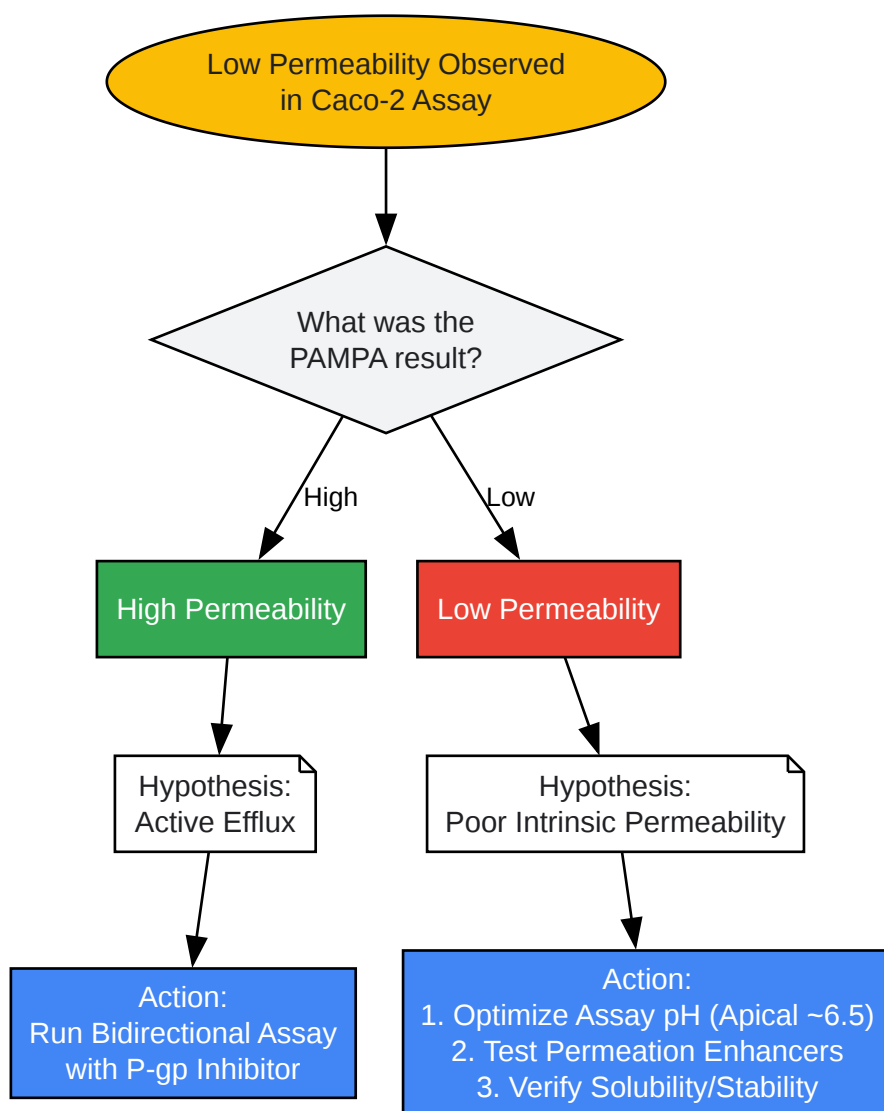 Low Permeability Observed
in Caco-2 Assay
What was the
PAMPA result?
High
Low
High Permeability
Low Permeability
Hypothesis:
Active Efflux
Hypothesis:
Poor Intrinsic Permeability
Action:
Run Bidirectional Assay
with P-gp Inhibitor
Action:
1. Optimize Assay pH (Apical ~6.5)
2. Test Permeation Enhancers
3. Verify Solubility/Stability